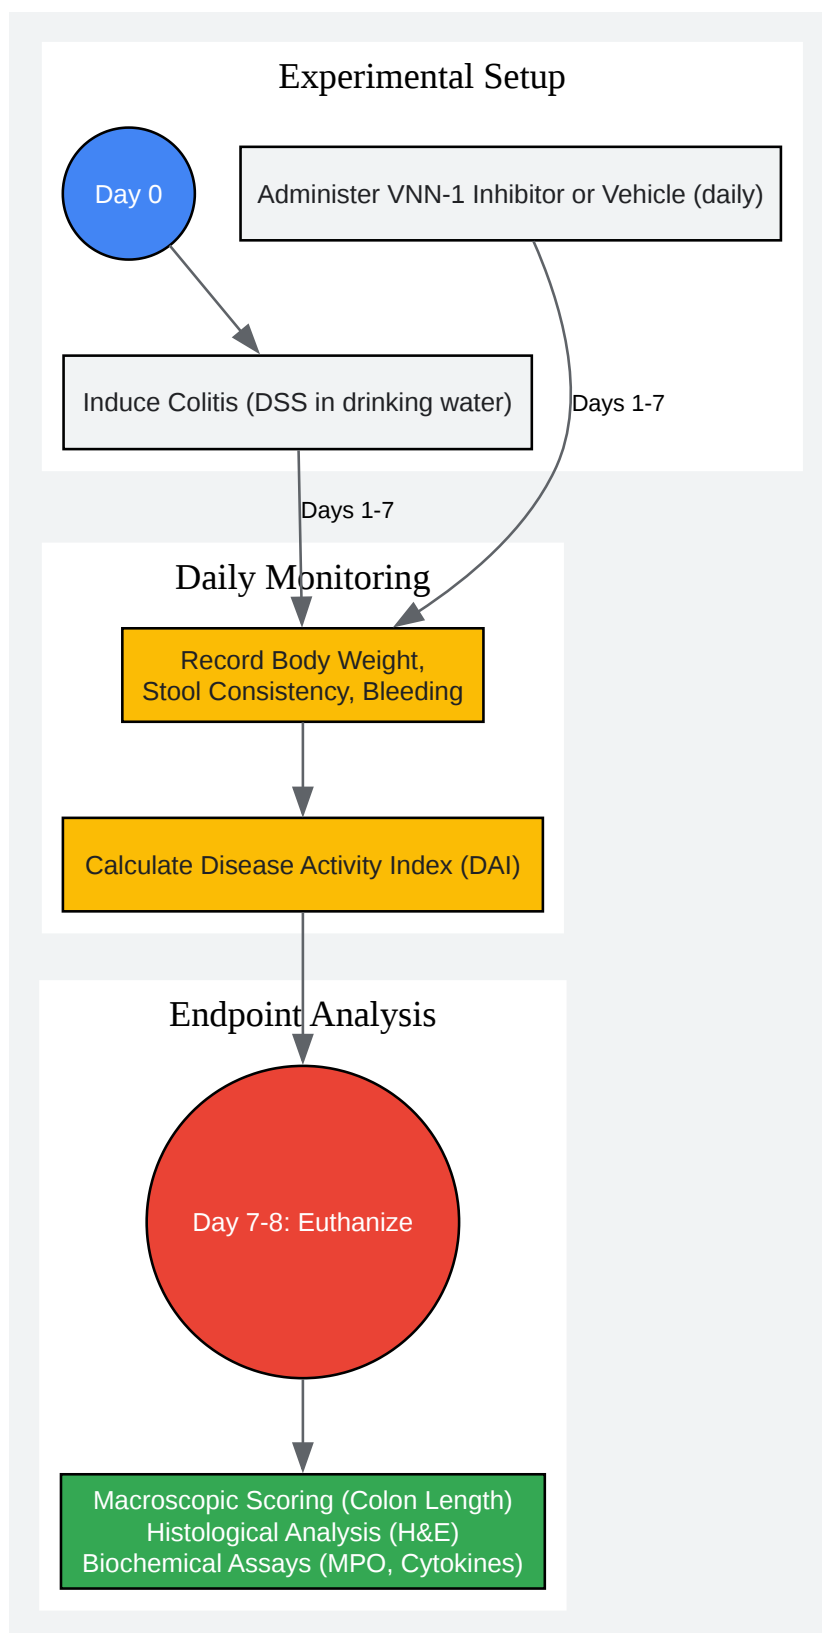 Experimental Setup
Day 0
Administer VNN-1 Inhibitor or Vehicle (daily)
Induce Colitis (DSS in drinking water)
Days 1-7
Days 1-7
Daily Monitoring
Record Body Weight,
Stool Consistency, Bleeding
Calculate Disease Activity Index (DAI)
Endpoint Analysis
Day 7-8: Euthanize
Macroscopic Scoring (Colon Length)
Histological Analysis (H&E)
Biochemical Assays (MPO, Cytokines)